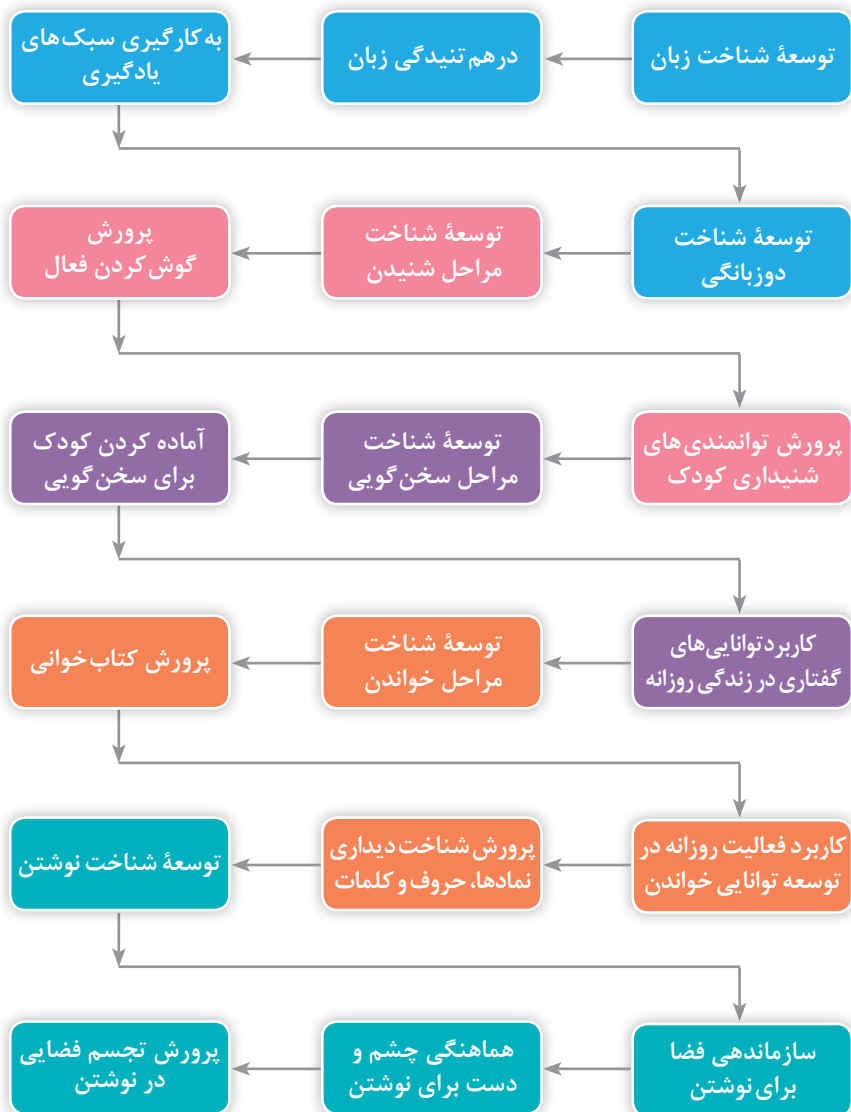 توسعهٔ شناخت زبان
درهم تنیدگی زبان
به‌کارگیری سبک‌های
یادگیری
توسعهٔ شناخت
دوزبانگی
توسعهٔ شناخت
مراحل شنیدن
پرورش
گوش‌کردن فعال
پرورش توانمندی‌های
شنیداری کودک
توسعهٔ شناخت
مراحل سخن‌گویی
آماده کردن کودک
برای سخن‌گویی
کاربرد توانایی‌های
گفتاری در زندگی روزانه
توسعهٔ شناخت
مراحل خواندن
پرورش کتاب‌خوانی
کاربرد فعالیت روزانه در
توسعه توانایی خواندن
پرورش شناخت دیداری
نمادها، حروف و کلمات
توسعهٔ شناخت نوشتن
سازماندهی فضا
برای نوشتن
هماهنگی چشم و
دست برای نوشتن
پرورش تجسم فضایی
در نوشتن